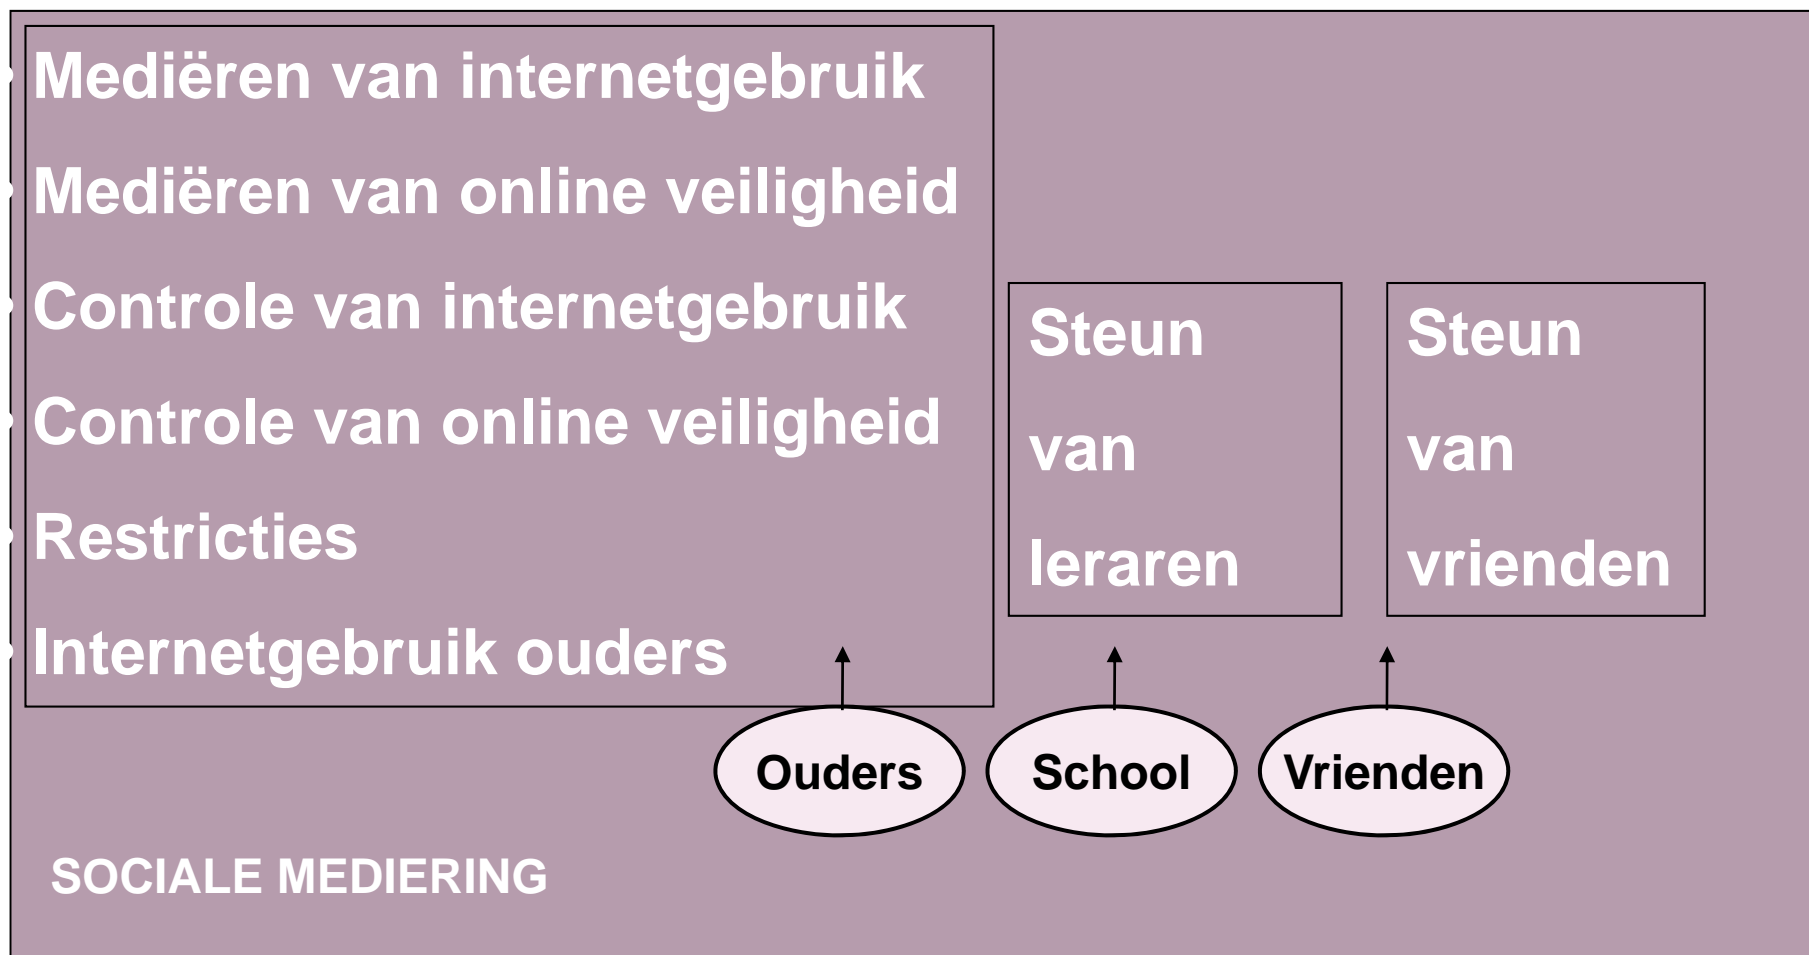 • Mediëren van internetgebruik
• Mediëren van online veiligheid
• Controle van internetgebruik
• Controle van online veiligheid
• Restricties
• Internetgebruik ouders
Steun
van
leraren
Steun
van
vrienden
Ouders
School
Vrienden
SOCIALE MEDIERING